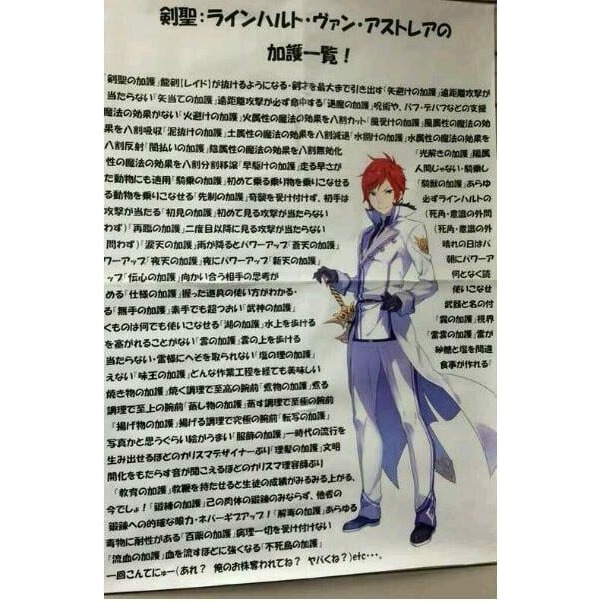 剣聖:ラインハルト・ヴァン・アストレアの
加護一覧!
「剣聖の加護」龍剣[レイド]が抜けるようになる・剣才を最大まで引き出す「矢避けの加護」遠距離攻撃が
当たらない「矢当ての加護」遠距離攻撃が必ず命中する「退魔の加護」呪術や、バフ・デバフなどの支援
魔法の効果がない「火避けの加護」火属性の魔法の効果を八割カット「風受けの加護」風属性の魔法の効
果を八割吸収「泥抜けの加護」土属性の魔法の効果を八割減退「水捌けの加護」水属性の魔法の効果を
八割反射「闇払いの加護」陰属性の魔法の効果を八割無効化「光解きの加護」陽属
性の魔法の効果を八割分割移譲「早駆けの加護」走る早さが人間じゃない・騎乗し
た動物にも適用「騎乗の加護」初めて乗る乗り物を乗りこなせる「騎獣の加護」あらゆ
る動物を乗りこなせる「先制の加護」奇襲を受け付けず、初手は必ずラインハルトの
攻撃が当たる「初見の加護」初めて見る攻撃が当たらない(死角・意識の外問
わず)「再臨の加護」二度目以降に見る攻撃が当たらない(死角・意識の外
問わず)「涙天の加護」雨が降るとパワーアップ「蒼天の加護」晴れの日はパ
ワーアップ「夜天の加護」夜にパワーアップ「新天の加護」朝にパワーア
ップ「伝心の加護」向かい合う相手の思考が何となく読
める「仕様の加護」握った道具の使い方がわかる・使いこなせ
る「無手の加護」素手でも超つおい「武神の加護」武器と名の付
くものは何でも使いこなせる「湖の加護」水上を歩ける「霧の加護」視界
を塞がれることがない「雲の加護」雲の上を歩ける「雷雲の加護」雷が
当たらない・雷様にへそを取られない「塩の理の加護」砂糖と塩を間違
えない「味王の加護」どんな作業工程を経ても美味しい食事が作れる「
焼き物の加護」焼く調理で至高の腕前「煮物の加護」煮る
調理で至上の腕前「蒸し物の加護」蒸す調理で至極の腕前
「揚げ物の加護」揚げる調理で究極の腕前「転写の加護」
写真かと思うぐらい絵がうまい「服飾の加護」一時代の流行を
生み出せるほどのカリスマデザイナーぶり「理髪の加護」文明
開化をもたらす音が聞こえるほどのカリスマ理容師ぶり
「教育の加護」教鞭を持たせると生徒の成績がみるみる上がる、
今でしょ!「鍛錬の加護」己の肉体の鍛錬のみならず、他者の
鍛錬への的確な眼力・ネバーギブアップ!「解毒の加護」あらゆる
毒物に耐性がある「百薬の加護」病理一切を受け付けない
「流血の加護」血を流すほどに強くなる「不死鳥の加護」
一回こんてにゅー(あれ? 俺のお株奪われてね? ヤバくね?)etc・・・。